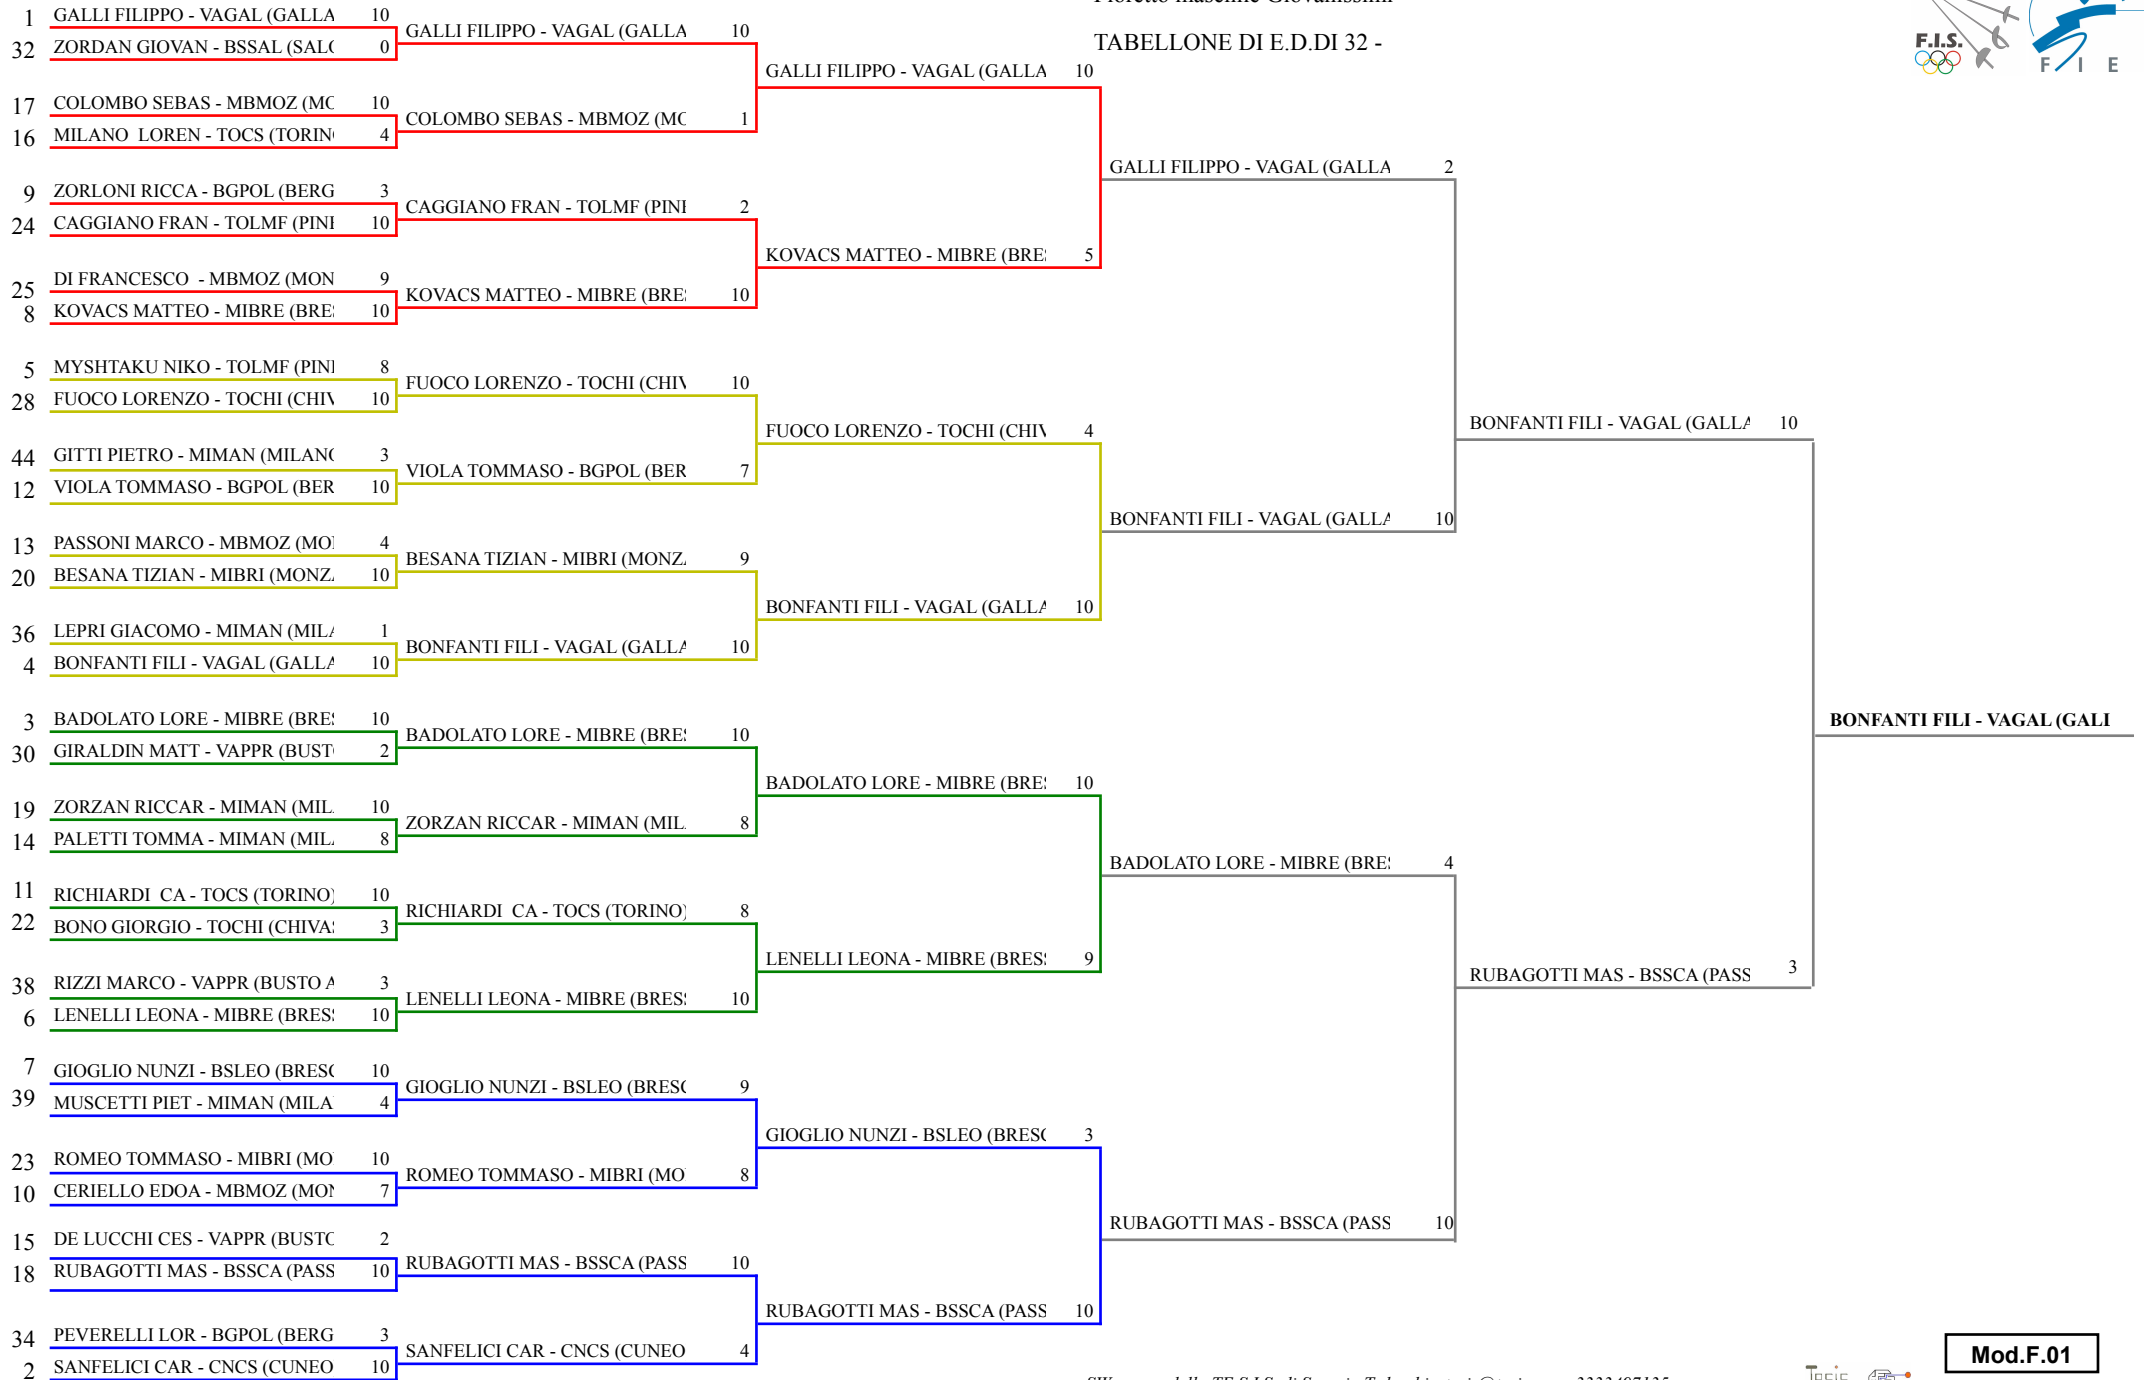 Fioretto maschile Giovanissimi
TABELLONE DI E.D.DI 32 -
F.I.S.
F I E
1 GALLI FILIPPO - VAGAL (GALLA 10
32 ZORDAN GIOVAN - BSSAL (SAL 0
17 COLOMBO SEBAS - MBMOZ (MC 10
16 MILANO LOREN - TOCS (TORIN 4
9 ZORLONI RICCA - BGPOL (BERG 3
24 CAGGIANO FRAN - TOLMF (PIN 10
25 DI FRANCESCO - MBMOZ (MON 9
8 KOVACS MATTEO - MIBRE (BRE 10
5 MYSHTAKU NIKO - TOLMF (PIN 8
28 FUOCO LORENZO - TOCHI (CHIV 10
44 GITTI PIETRO - MIMAN (MILAN 3
12 VIOLA TOMMASO - BGPOL (BER 10
13 PASSONI MARCO - MBMOZ (MO 4
20 BESANA TIZIAN - MIBRI (MONZ 10
36 LEPRI GIACOMO - MIMAN (MIL 1
4 BONFANTI FILI - VAGAL (GALLA 10
3 BADOLATO LORE - MIBRE (BRE 10
30 GIRALDIN MATT - VAPPR (BUST 2
19 ZORZAN RICCAR - MIMAN (MIL 10
14 PALETTI TOMMA - MIMAN (MIL 8
11 RICHIARDI CA - TOCS (TORINO) 10
22 BONO GIORGIO - TOCHI (CHIVA 3
38 RIZZI MARCO - VAPPR (BUSTO A 3
6 LENELLI LEONA - MIBRE (BRES 10
7 GIOGLIO NUNZI - BSLEO (BRESC 10
39 MUSCETTI PIET - MIMAN (MILA 4
23 ROMEO TOMMASO - MIBRI (MO 10
10 CERIELLO EDOA - MBMOZ (MON 7
15 DE LUCCHI CES - VAPPR (BUSTO 2
18 RUBAGOTTI MAS - BSSCA (PASS 10
34 PEVERELLI LOR - BGPOL (BERG 3
2 SANFELICI CAR - CNCS (CUNEO 10
GALLI FILIPPO - VAGAL (GALLA 10
COLOMBO SEBAS - MBMOZ (MC 1
CAGGIANO FRAN - TOLMF (PIN 2
KOVACS MATTEO - MIBRE (BRE 10
FUOCO LORENZO - TOCHI (CHIV 10
VIOLA TOMMASO - BGPOL (BER 7
BESANA TIZIAN - MIBRI (MONZ 9
BONFANTI FILI - VAGAL (GALLA 10
BADOLATO LORE - MIBRE (BRE 10
ZORZAN RICCAR - MIMAN (MIL 8
RICHIARDI CA - TOCS (TORINO) 8
LENELLI LEONA - MIBRE (BRES 10
GIOGLIO NUNZI - BSLEO (BRESC 9
ROMEO TOMMASO - MIBRI (MO 8
RUBAGOTTI MAS - BSSCA (PASS 10
SANFELICI CAR - CNCS (CUNEO 4
GALLI FILIPPO - VAGAL (GALLA 10
KOVACS MATTEO - MIBRE (BRE 5
FUOCO LORENZO - TOCHI (CHIV 4
BONFANTI FILI - VAGAL (GALLA 10
BADOLATO LORE - MIBRE (BRE 10
LENELLI LEONA - MIBRE (BRES 9
GIOGLIO NUNZI - BSLEO (BRESC 3
RUBAGOTTI MAS - BSSCA (PASS 10
GALLI FILIPPO - VAGAL (GALLA 2
BONFANTI FILI - VAGAL (GALLA 10
BADOLATO LORE - MIBRE (BRE 4
RUBAGOTTI MAS - BSSCA (PASS 10
BONFANTI FILI - VAGAL (GALLA 10
RUBAGOTTI MAS - BSSCA (PASS 3
BONFANTI FILI - VAGAL (GALI
Mod.F.01